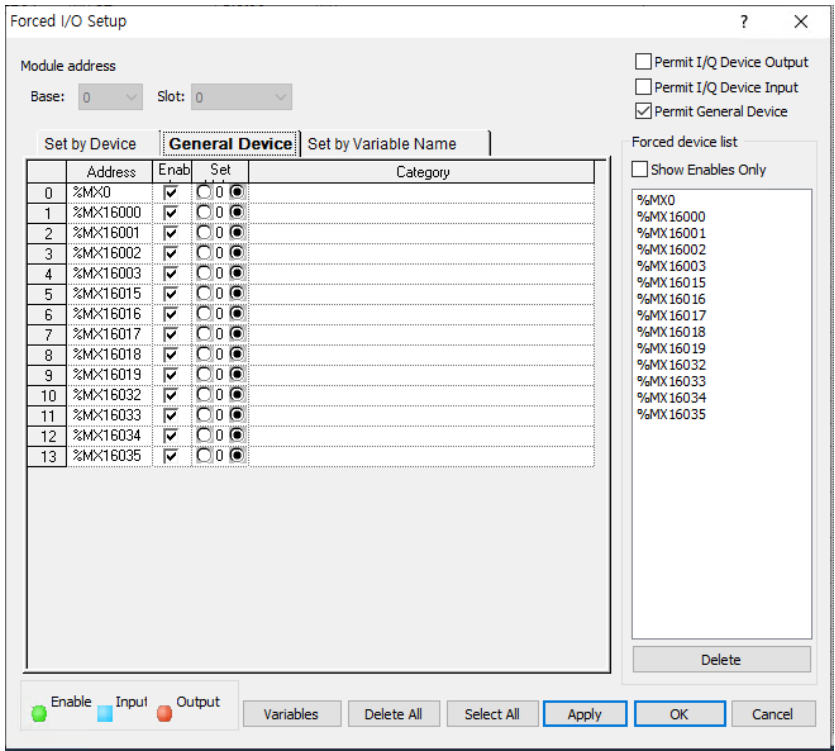 Forced I/O Setup
?
Module address
Base: 0 Slot: 0
Permit I/Q Device Output
Permit I/Q Device Input
Permit General Device
Set by Device General Device Set by Variable Name
Address Enab Set Category
0 %MX0 0
1 %MX16000 0
2 %MX16001 0
3 %MX16002 0
4 %MX16003 0
5 %MX16015 0
6 %MX16016 0
7 %MX16017 0
8 %MX16018 0
9 %MX16019 0
10 %MX16032 0
11 %MX16033 0
12 %MX16034 0
13 %MX16035 0
Forced device list
Show Enables Only
%MX0
%MX16000
%MX16001
%MX16002
%MX16003
%MX16015
%MX16016
%MX16017
%MX16018
%MX16019
%MX16032
%MX16033
%MX16034
%MX16035
Delete
Enable Input Output
Variables Delete All Select All Apply OK Cancel